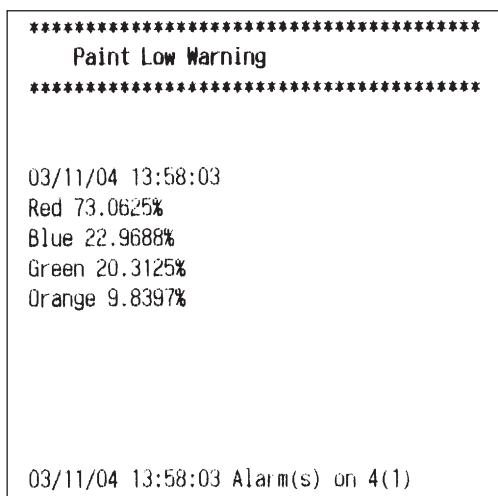 ****************************************
Paint Low Warning
****************************************
03/11/04 13:58:03
Red 73.0625%
Blue 22.9688%
Green 20.3125%
Orange 9.8397%
03/11/04 13:58:03 Alarm(s) on 4(1)